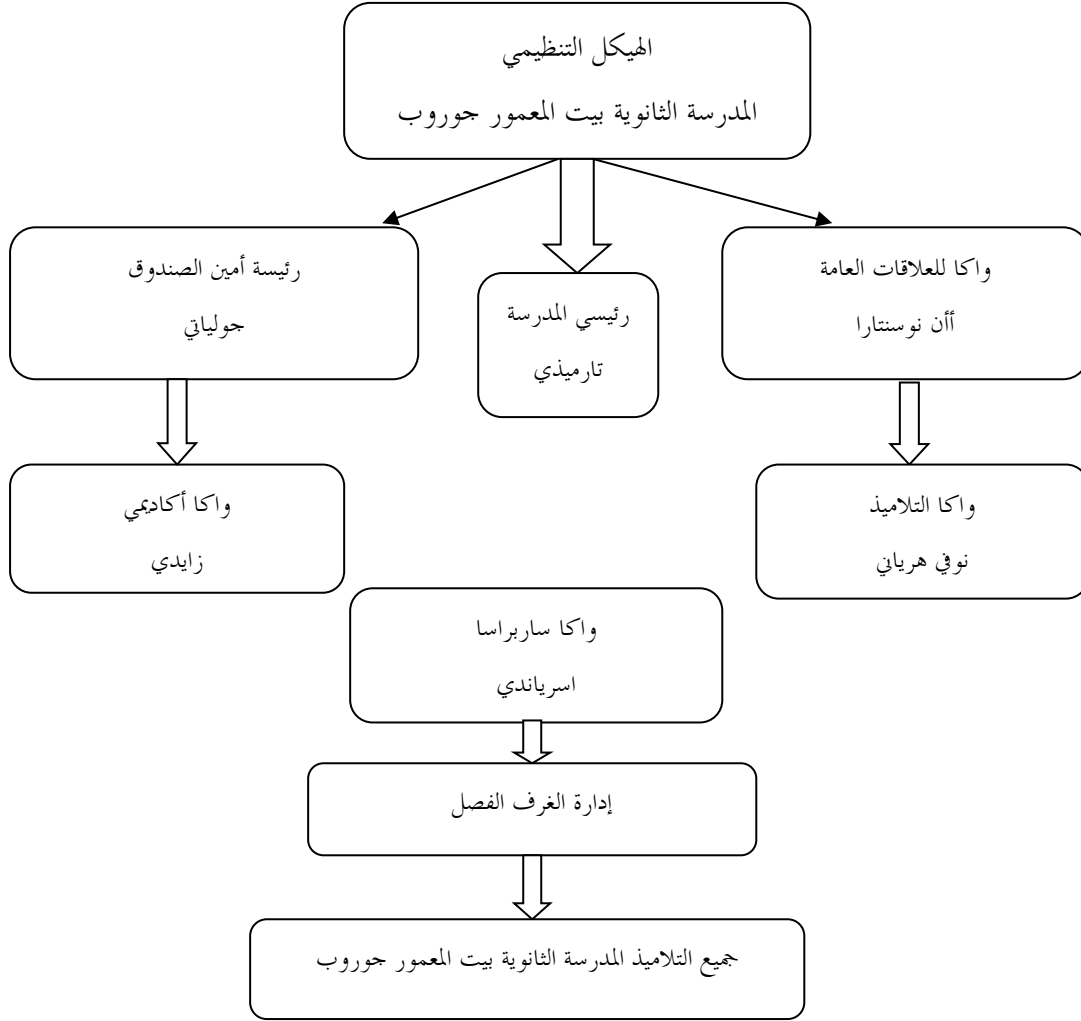 الهيكل التنظيمي
المدرسة الثانوية بيت المعمور جوروب
واكا للعلاقات العامة
أأن نوسنتارا
رئيسي المدرسة
تارميذي
رئيسة أمين الصندوق
جولياتي
واكا التلاميذ
نوفي هرياني
واكا أكاديمي
زايدي
واكا ساربراسا
اسرياندي
إدارة الغرف الفصل
جميع التلاميذ المدرسة الثانوية بيت المعمور جوروب